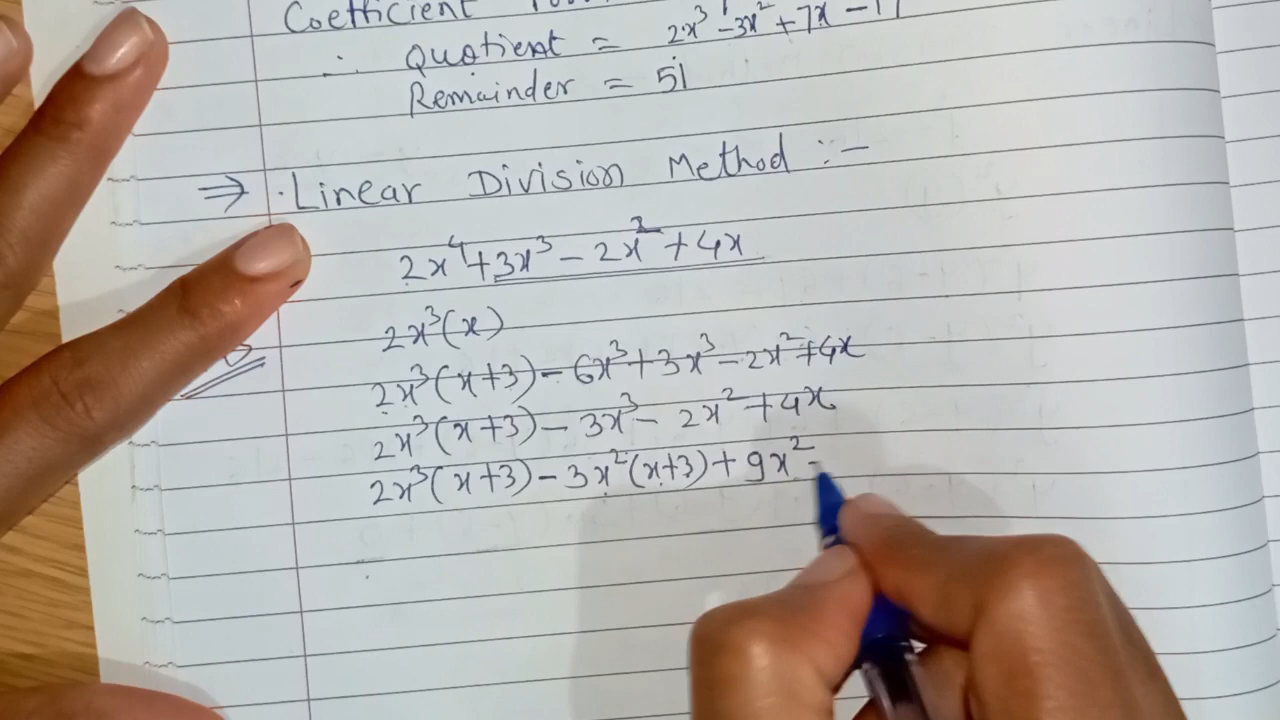 Coefficient
∴ Quotient = 2x³ - 3x² + 7x - 17
Remainder = 51
⇒ · Linear Division Method :-
2x⁴ + 3x³ - 2x² + 4x
2x³(x)
2x³(x+3) - 6x³ + 3x³ - 2x² + 4x
2x³(x+3) - 3x³ - 2x² + 4x
2x³(x+3) - 3x²(x+3) + 9x² -